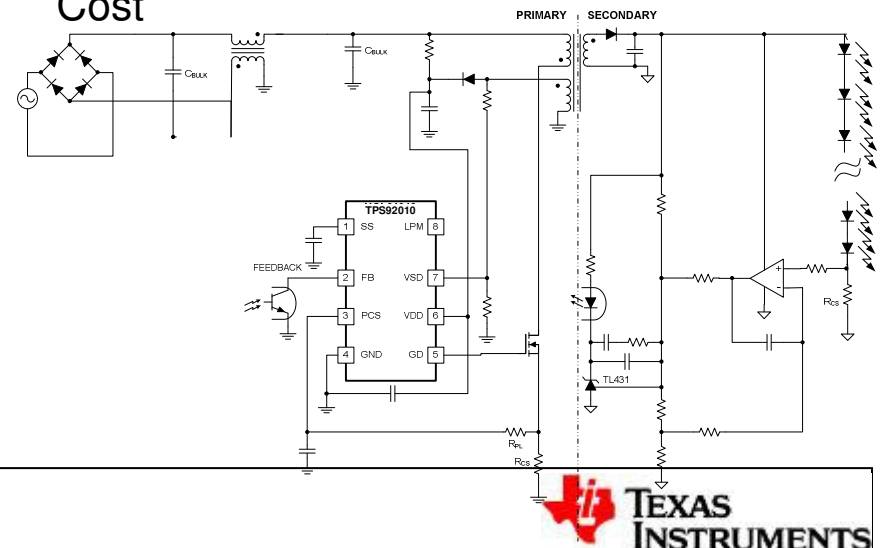 Cost
PRIMARY
SECONDARY
CBULK
CBULK
TPS92010
1 SS LPM 8
FEEDBACK
2 FB VSD 7
3 PCS VDD 6
4 GND GD 5
+
-
RCS
TL431
RPL
RCS
TEXAS
INSTRUMENTS